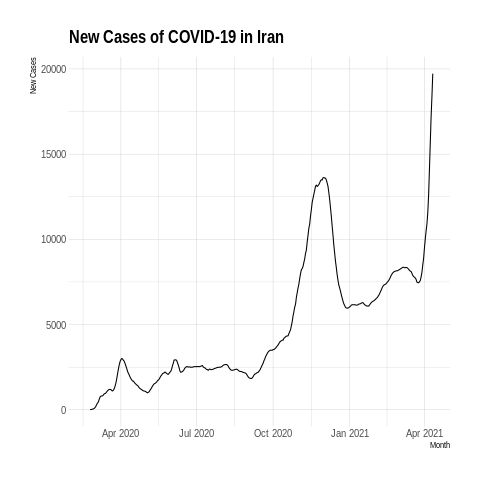 New Cases of COVID-19 in Iran
New Cases
20000
15000
10000
5000
0
Apr 2020 Jul 2020 Oct 2020 Jan 2021 Apr 2021
Month